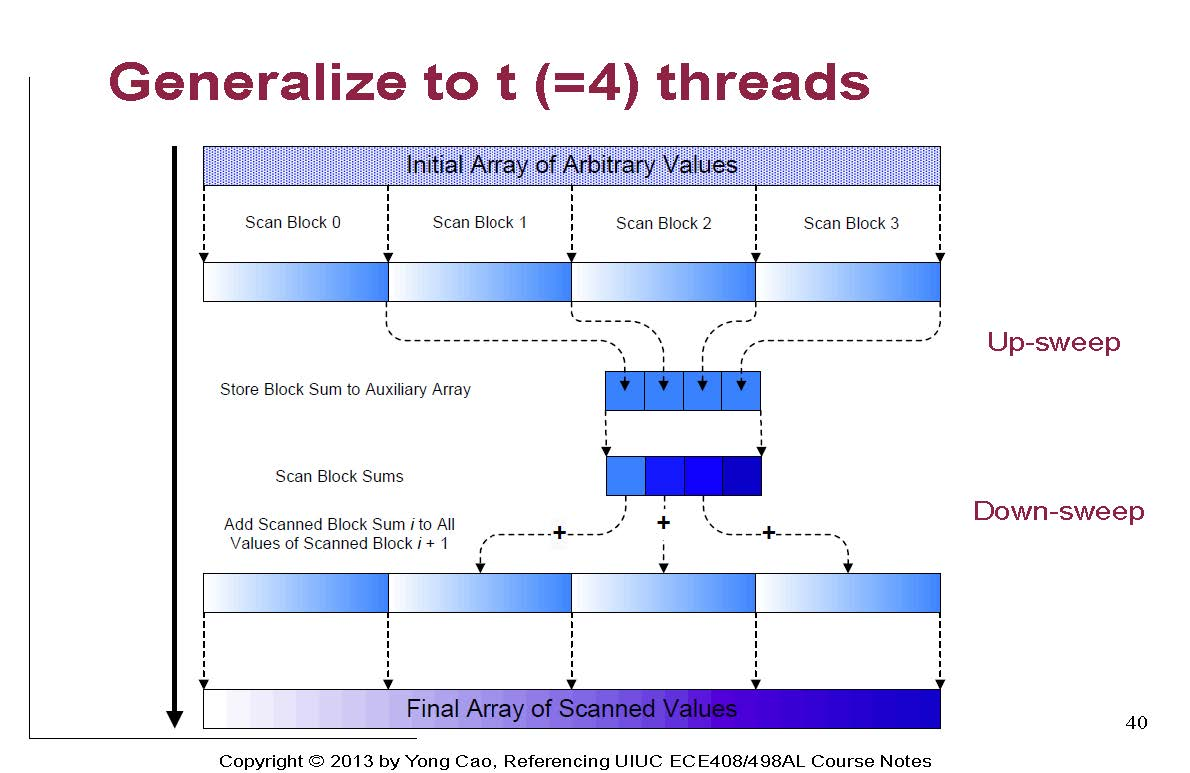 Generalize to t (=4) threads
Initial Array of Arbitrary Values
Scan Block 0
Scan Block 1
Scan Block 2
Scan Block 3
Up-sweep
Store Block Sum to Auxiliary Array
Scan Block Sums
Down-sweep
Add Scanned Block Sum i to All
Values of Scanned Block i + 1
+
+
+
Final Array of Scanned Values
40
Copyright © 2013 by Yong Cao, Referencing UIUC ECE408/498AL Course Notes